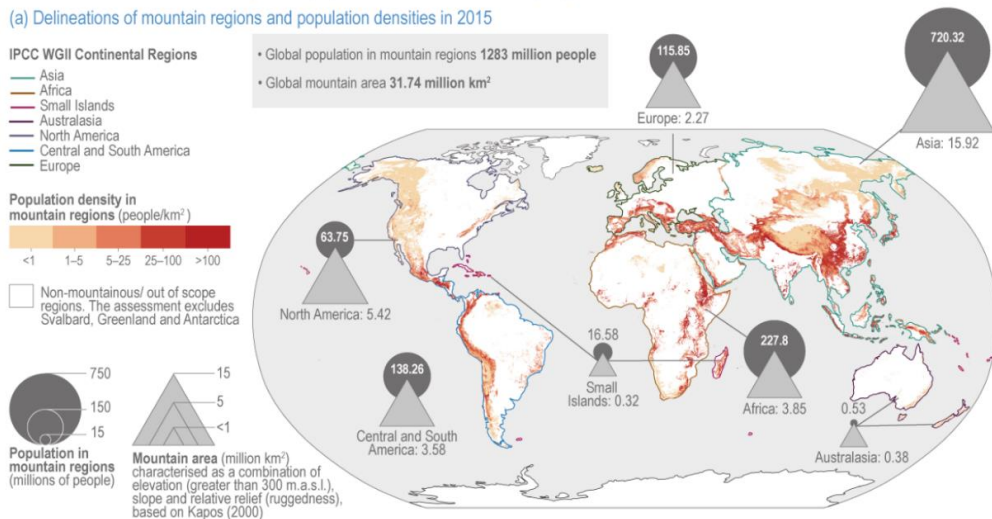 (a) Delineations of mountain regions and population densities in 2015
IPCC WGII Continental Regions
Asia
Africa
Small Islands
Australasia
North America
Central and South America
Europe
Population density in
mountain regions (people/km²)
<1 1–5 5–25 25–100 >100
Non-mountainous/ out of scope
regions. The assessment excludes
Svalbard, Greenland and Antarctica
750
150
15
Population in
mountain regions
(millions of people)
15
5
<1
Mountain area (million km²)
characterised as a combination of
elevation (greater than 300 m.a.s.l.),
slope and relative relief (ruggedness),
based on Kapos (2000)
• Global population in mountain regions 1283 million people
• Global mountain area 31.74 million km²
115.85
Europe: 2.27
720.32
Asia: 15.92
63.75
North America: 5.42
138.26
Central and South
America: 3.58
16.58
Small
Islands: 0.32
227.8
Africa: 3.85
0.53
Australasia: 0.38